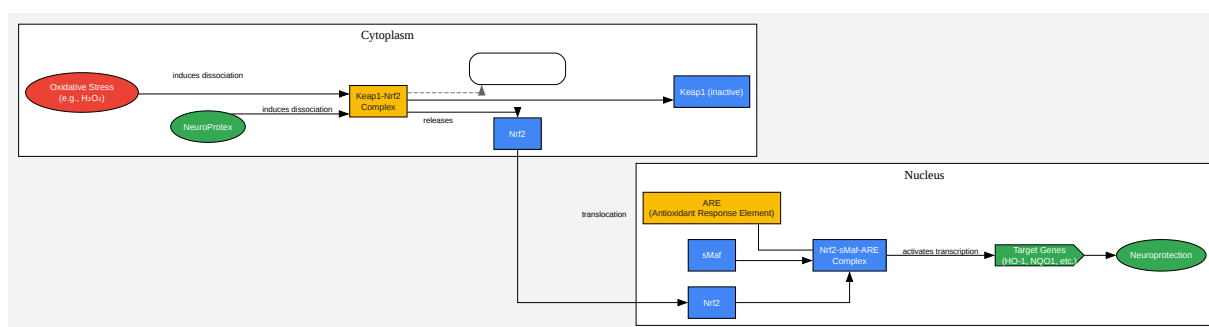 Cytoplasm
induces dissociation
Oxidative Stress
(e.g., H₂O₂)
Keap1-Nrf2
Complex
Keap1 (inactive)
induces dissociation
NeuroProtex
releases
Nrf2
Nucleus
translocation
ARE
(Antioxidant Response Element)
sMaf
Nrf2-sMaf-ARE
Complex
activates transcription
Target Genes
(HO-1, NQO1, etc.)
Neuroprotection
Nrf2